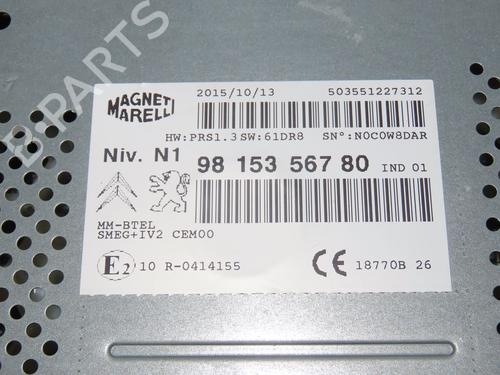 B-PARTS
MAGNETI MARELLI
2015/10/13 503551227312
HW:PRS1.3 SW:61DR8 SN°:N0C0W8DAR
Niv. N1 98 153 567 80 IND 01
MM-BTEL
SMEG+IV2 CEM00
E2 10 R-0414155 CE 18770B 26